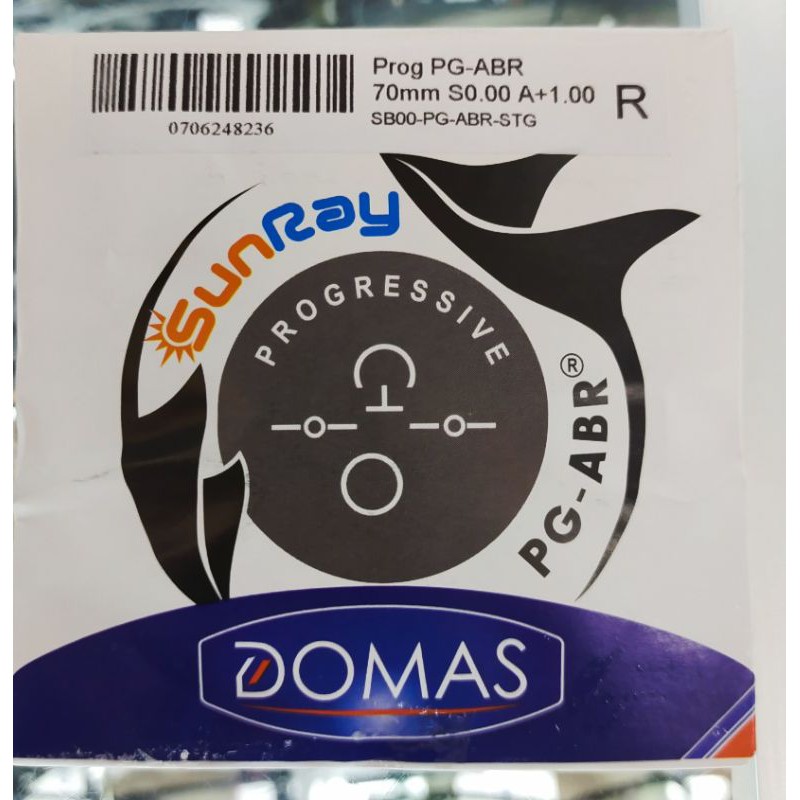 Prog PG-ABR
70mm S0.00 A+1.00 R
SB00-PG-ABR-STG
0706248236
SunRay
PROGRESSIVE
PG-ABR®
DOMAS